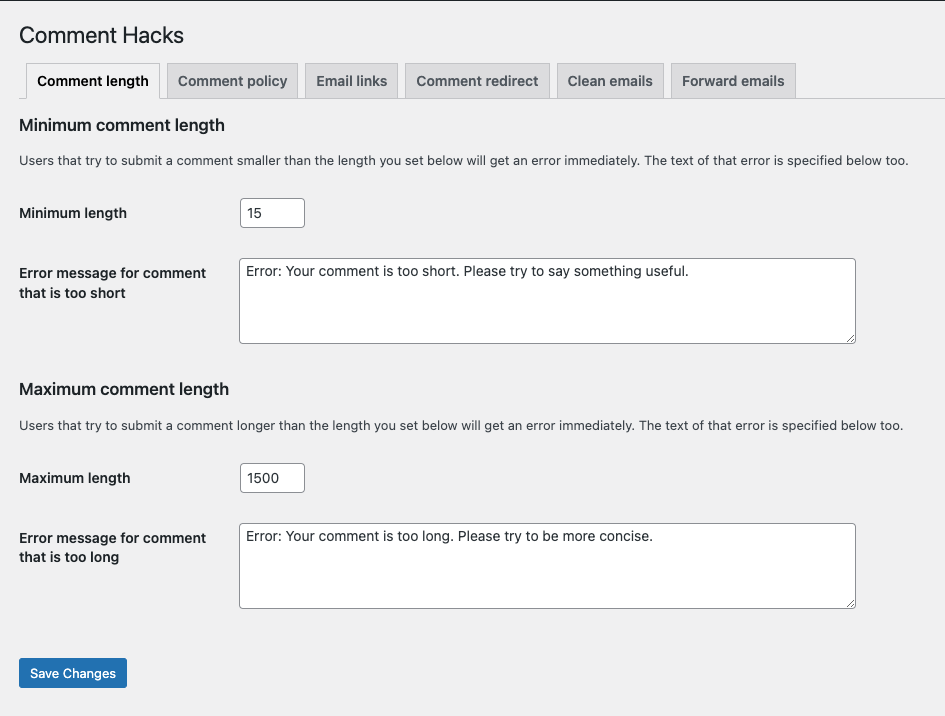 Comment Hacks
Comment length
Comment policy
Email links
Comment redirect
Clean emails
Forward emails
Minimum comment length
Users that try to submit a comment smaller than the length you set below will get an error immediately. The text of that error is specified below too.
Minimum length
15
Error message for comment
that is too short
Error: Your comment is too short. Please try to say something useful.
Maximum comment length
Users that try to submit a comment longer than the length you set below will get an error immediately. The text of that error is specified below too.
Maximum length
1500
Error message for comment
that is too long
Error: Your comment is too long. Please try to be more concise.
Save Changes